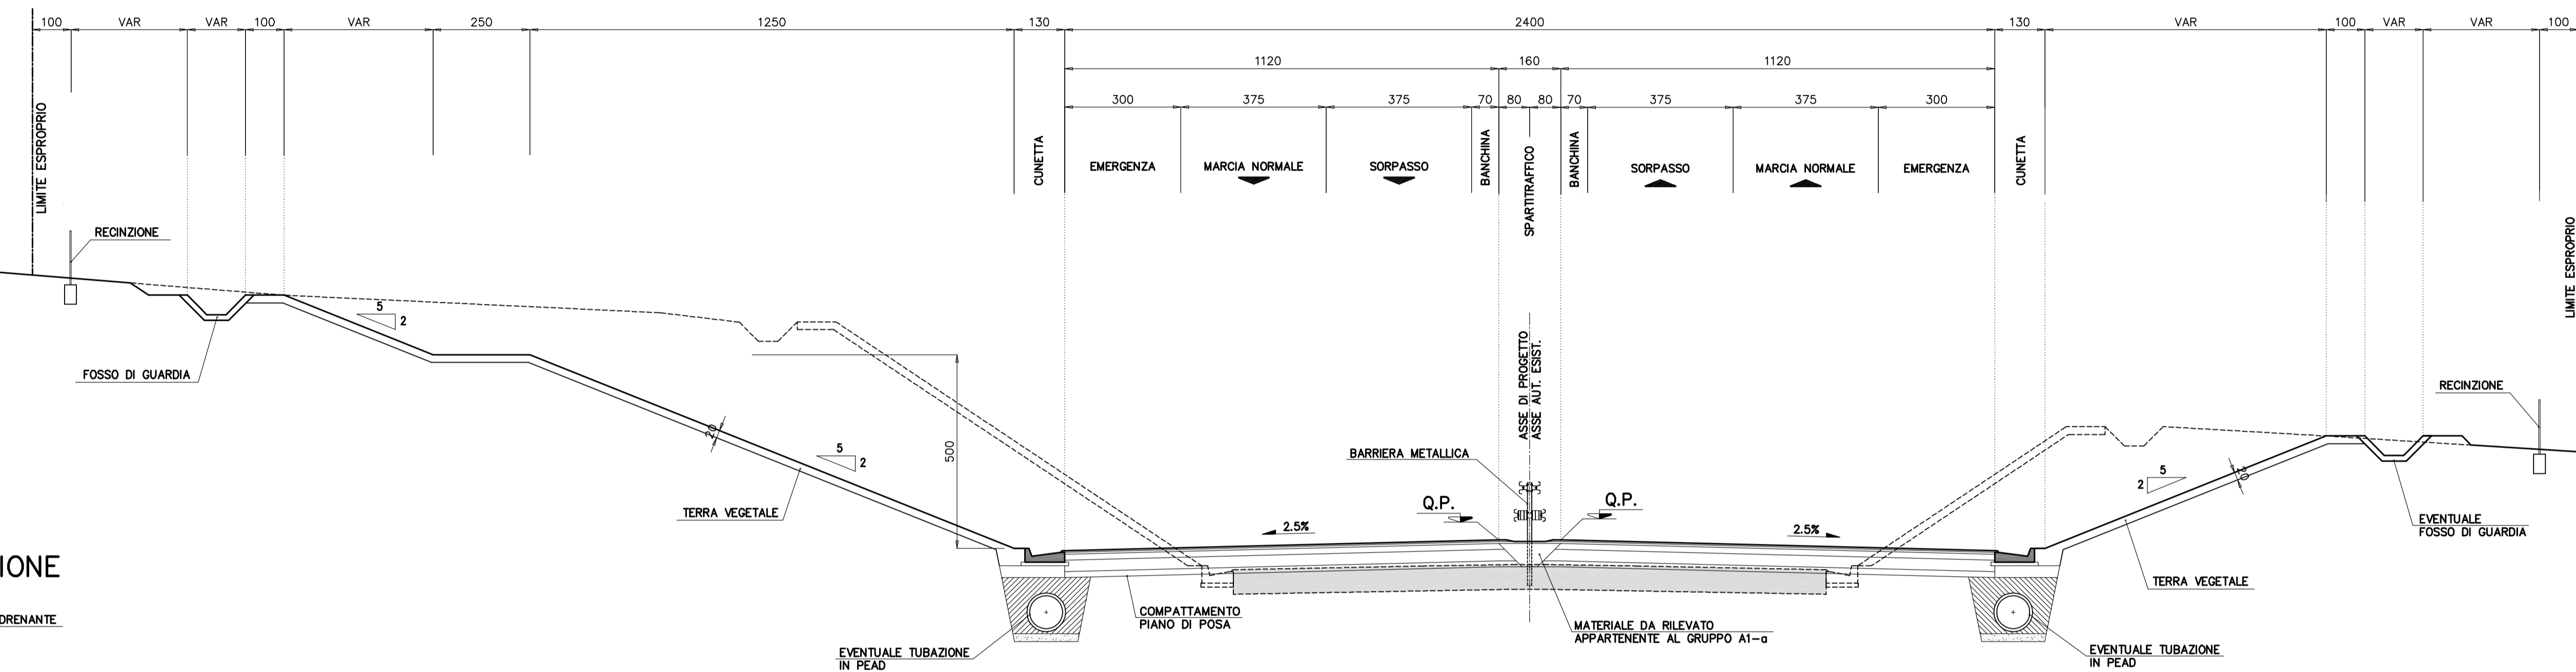 100 VAR VAR 100 VAR 250 1250 130 2400 130 VAR 100 VAR VAR 100
1120 160 1120
300 375 375 70 80 80 70 375 375 300
LIMITE ESPROPRIO
CUNETTA
EMERGENZA
MARCIA NORMALE
SORPASSO
BANCHINA
SPARTITRAFFICO
BANCHINA
SORPASSO
MARCIA NORMALE
EMERGENZA
CUNETTA
LIMITE ESPROPRIO
RECINZIONE
5
2
FOSSO DI GUARDIA
20
5
2
500
TERRA VEGETALE
ASSE DI PROGETTO
ASSE AUT. ESIST.
BARRIERA METALLICA
Q.P.
Q.P.
2.5%
2.5%
RECINZIONE
5
2
20
EVENTUALE
FOSSO DI GUARDIA
TERRA VEGETALE
IONE
DRENANTE
COMPATTAMENTO
PIANO DI POSA
MATERIALE DA RILEVATO
APPARTENENTE AL GRUPPO A1-a
EVENTUALE TUBAZIONE
IN PEAD
EVENTUALE TUBAZIONE
IN PEAD